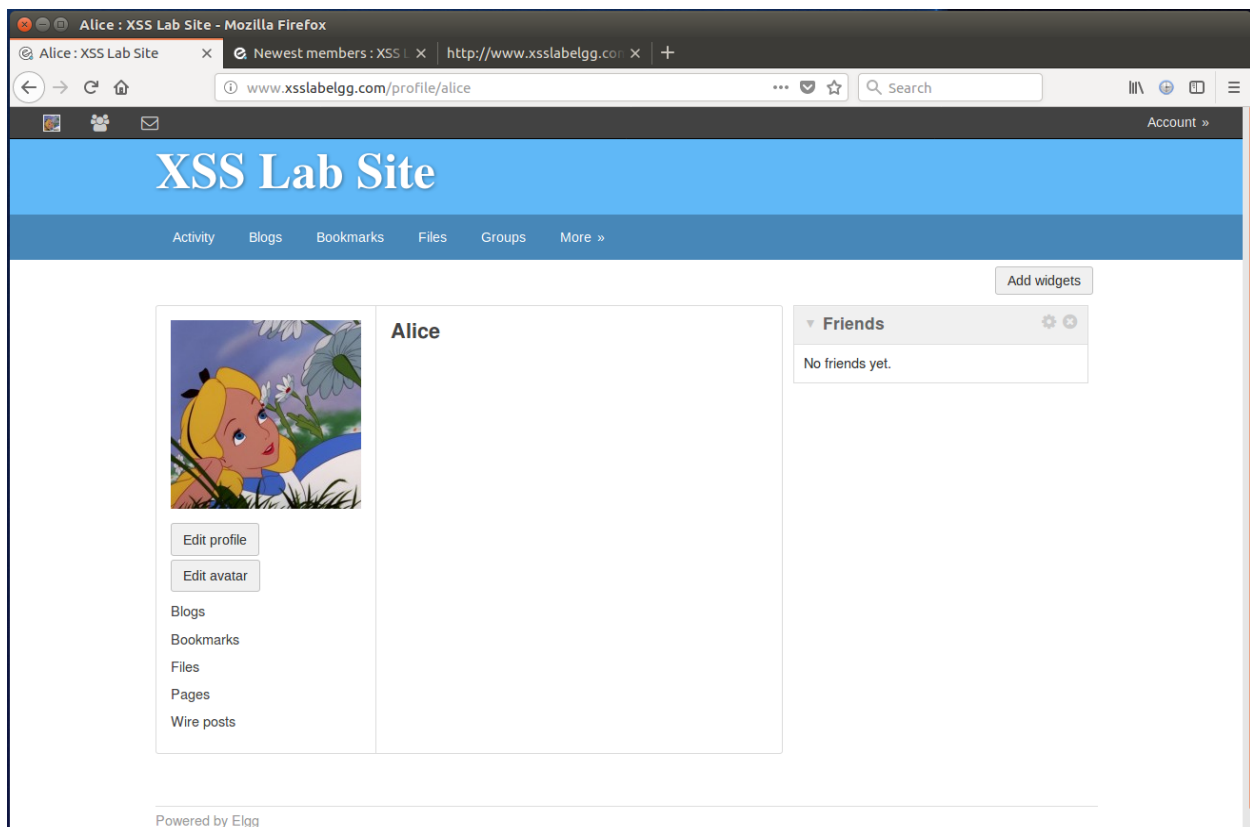 Alice : XSS Lab Site - Mozilla Firefox
Alice : XSS Lab Site
Newest members : XSS L
http://www.xsslabelgg.con
www.xsslabelgg.com/profile/alice
Search
Account »
XSS Lab Site
Activity Blogs Bookmarks Files Groups More »
Add widgets
Alice
Friends
No friends yet.
Edit profile
Edit avatar
Blogs
Bookmarks
Files
Pages
Wire posts
Powered by Elgg